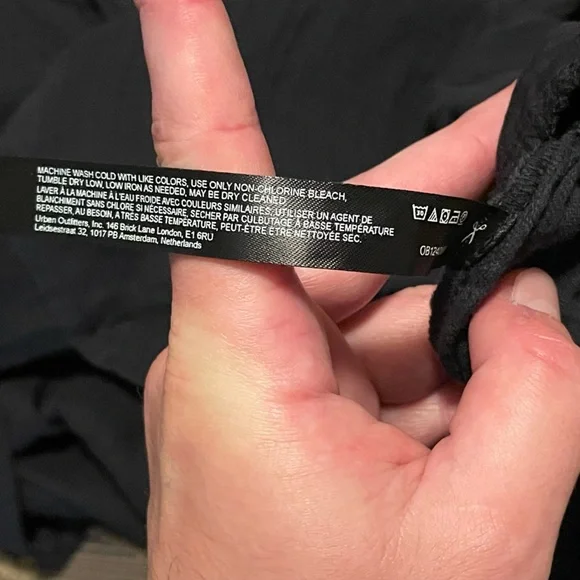 MACHINE WASH COLD WITH LIKE COLORS, USE ONLY NON-CHLORINE BLEACH,
TUMBLE DRY LOW, LOW IRON AS NEEDED, MAY BE DRY CLEANED
LAVER À LA MACHINE À L'EAU FROIDE AVEC COULEURS SIMILAIRES, UTILISER UN AGENT DE
BLANCHIMENT SANS CHLORE SI NÉCESSAIRE, SÉCHER PAR CULBUTAGE À BASSE TEMPÉRATURE
REPASSER, AU BESOIN, A TRÈS BASSE TEMPÉRATURE, PEUT-ÊTRE ÊTRE NETTOYÉE SEC.
Urban Outfitters, Inc. 146 Brick Lane London, E1 6RU
Leidsestraat 32, 1017 PB Amsterdam, Netherlands
30